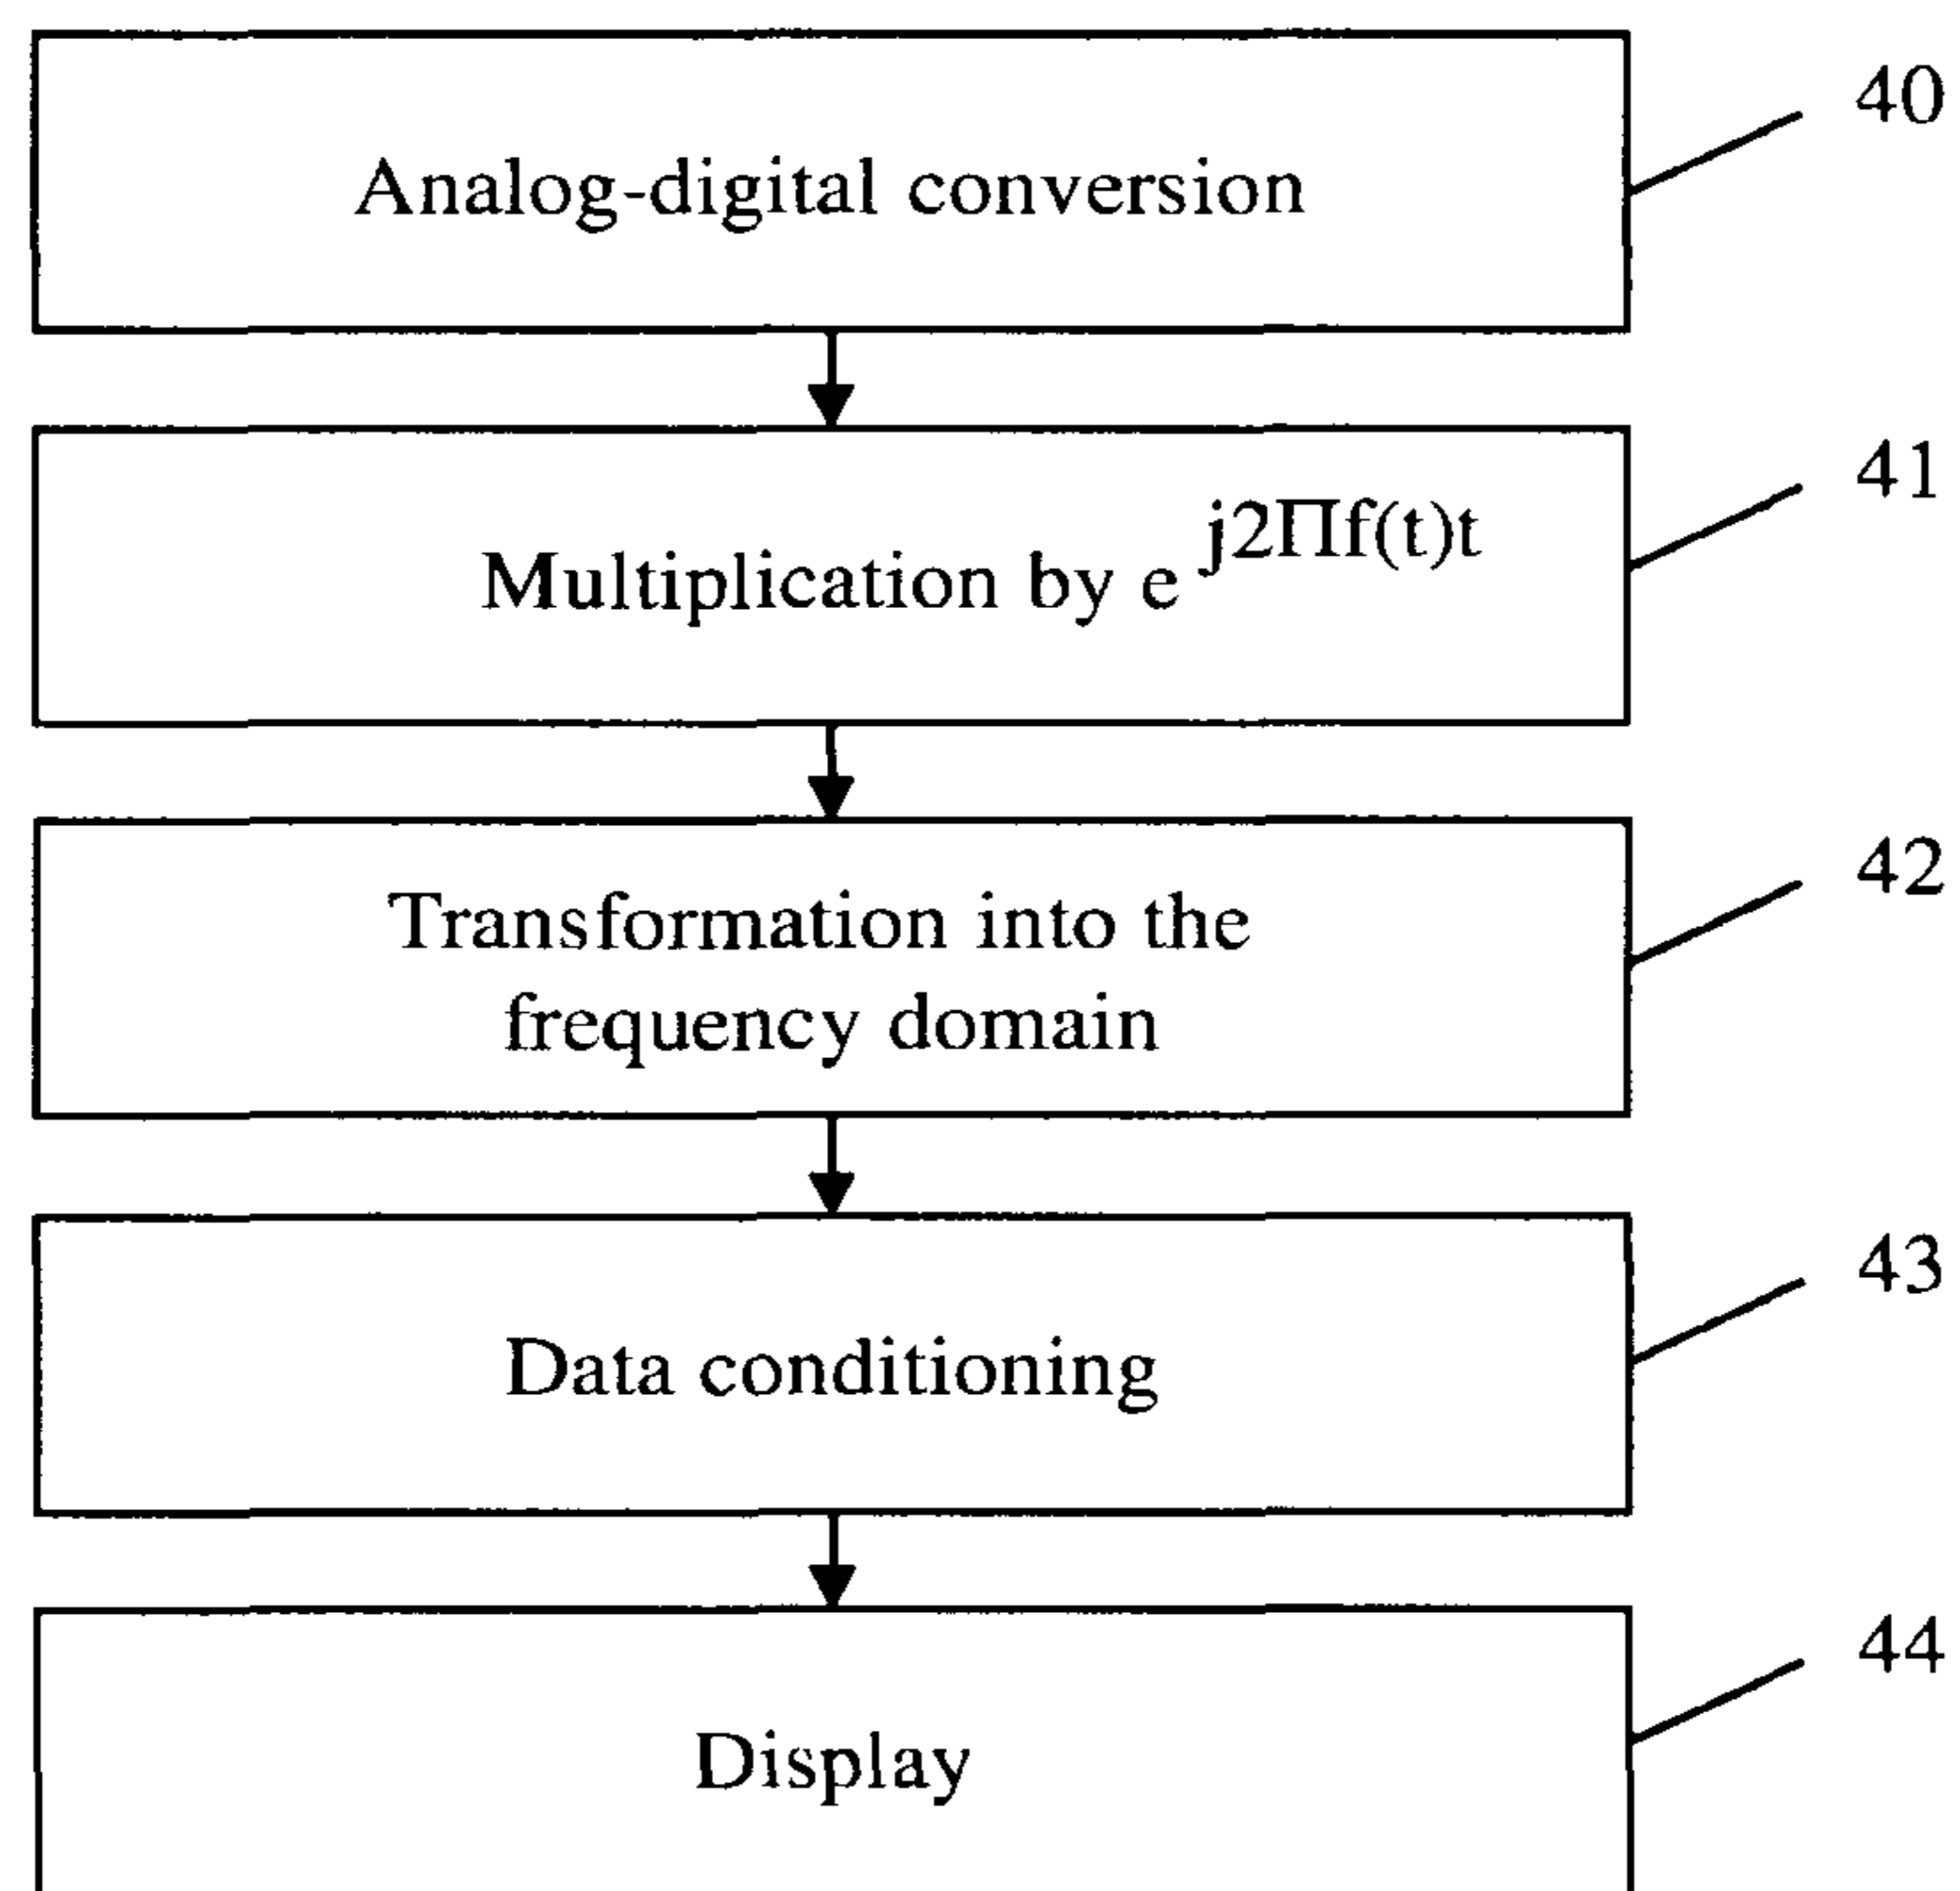 40
Analog-digital conversion
41
Multiplication by e j2Πf(t)t
42
Transformation into the
frequency domain
43
Data conditioning
44
Display